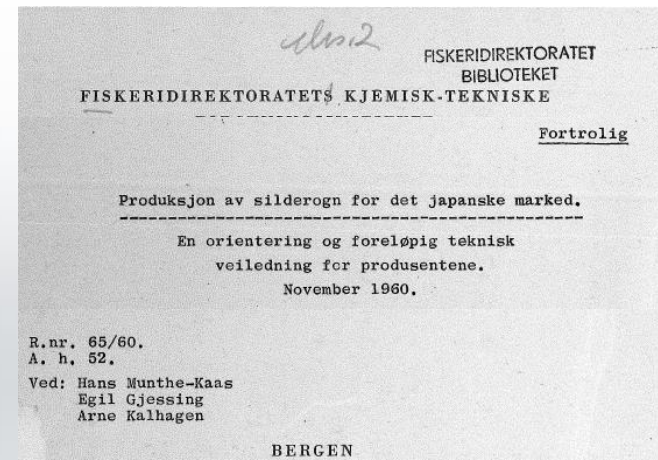 FISKERIDIREKTORATET
BIBLIOTEKET
FISKERIDIREKTORATETS KJEMISK-TEKNISKE
Fortrolig
Produksjon av silderogn for det japanske marked.
En orientering og foreløpig teknisk
veiledning for produsentene.
November 1960.
R.nr. 65/60.
A. h. 52.
Ved: Hans Munthe-Kaas
Egil Gjessing
Arne Kalhagen
BERGEN